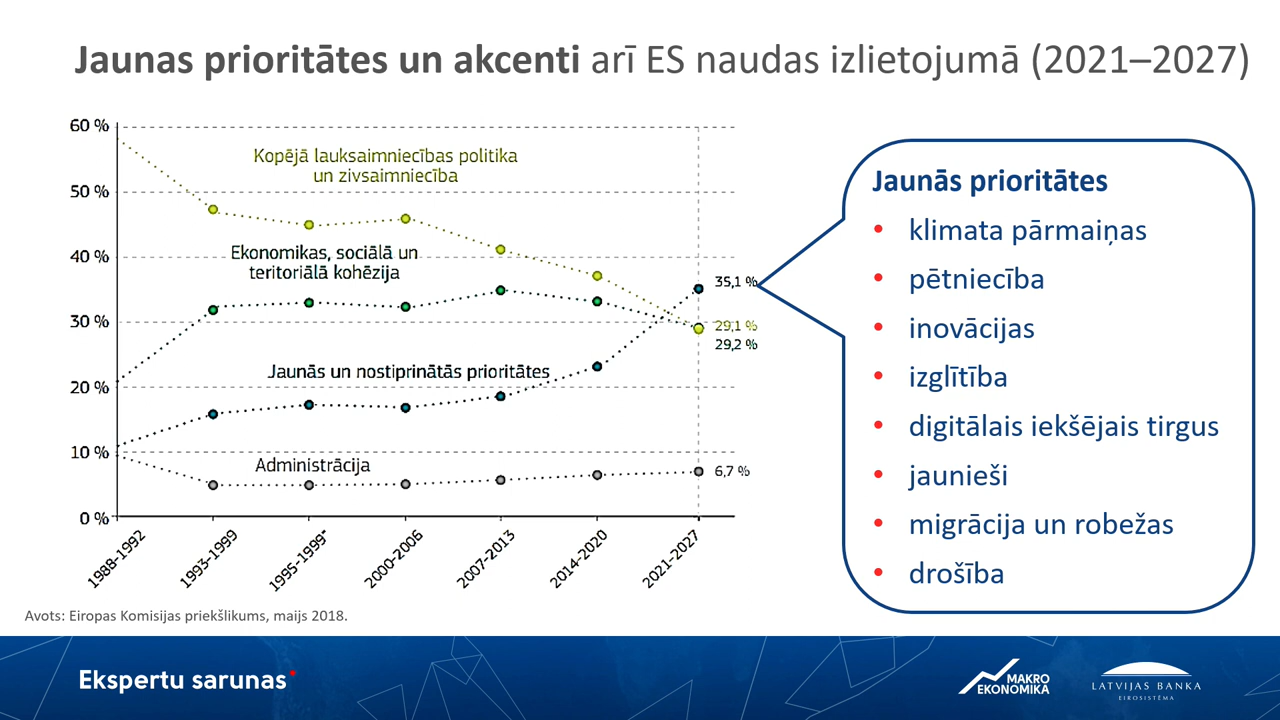 Jaunas prioritātes un akcenti arī ES naudas izlietojumā (2021–2027)
60 %
50 %
40 %
30 %
20 %
10 %
0 %
Kopējā lauksaimniecības politika
un zivsaimniecība
Ekonomikas, sociālā un
teritoriālā kohēzija
Jaunās un nostiprinātās prioritātes
Administrācija
35,1 %
29,1 %
29,2 %
6,7 %
1988-1992
1993-1999
1995-1999*
2000-2006
2007-2013
2014-2020
2021-2027
Jaunās prioritātes
• klimata pārmaiņas
• pētniecība
• inovācijas
• izglītība
• digitālais iekšējais tirgus
• jaunieši
• migrācija un robežas
• drošība
Avots: Eiropas Komisijas priekšlikums, maijs 2018.
Ekspertu sarunas
MAKRO
EKONOMIKA
LATVIJAS BANKA
EIROSISTĒMA